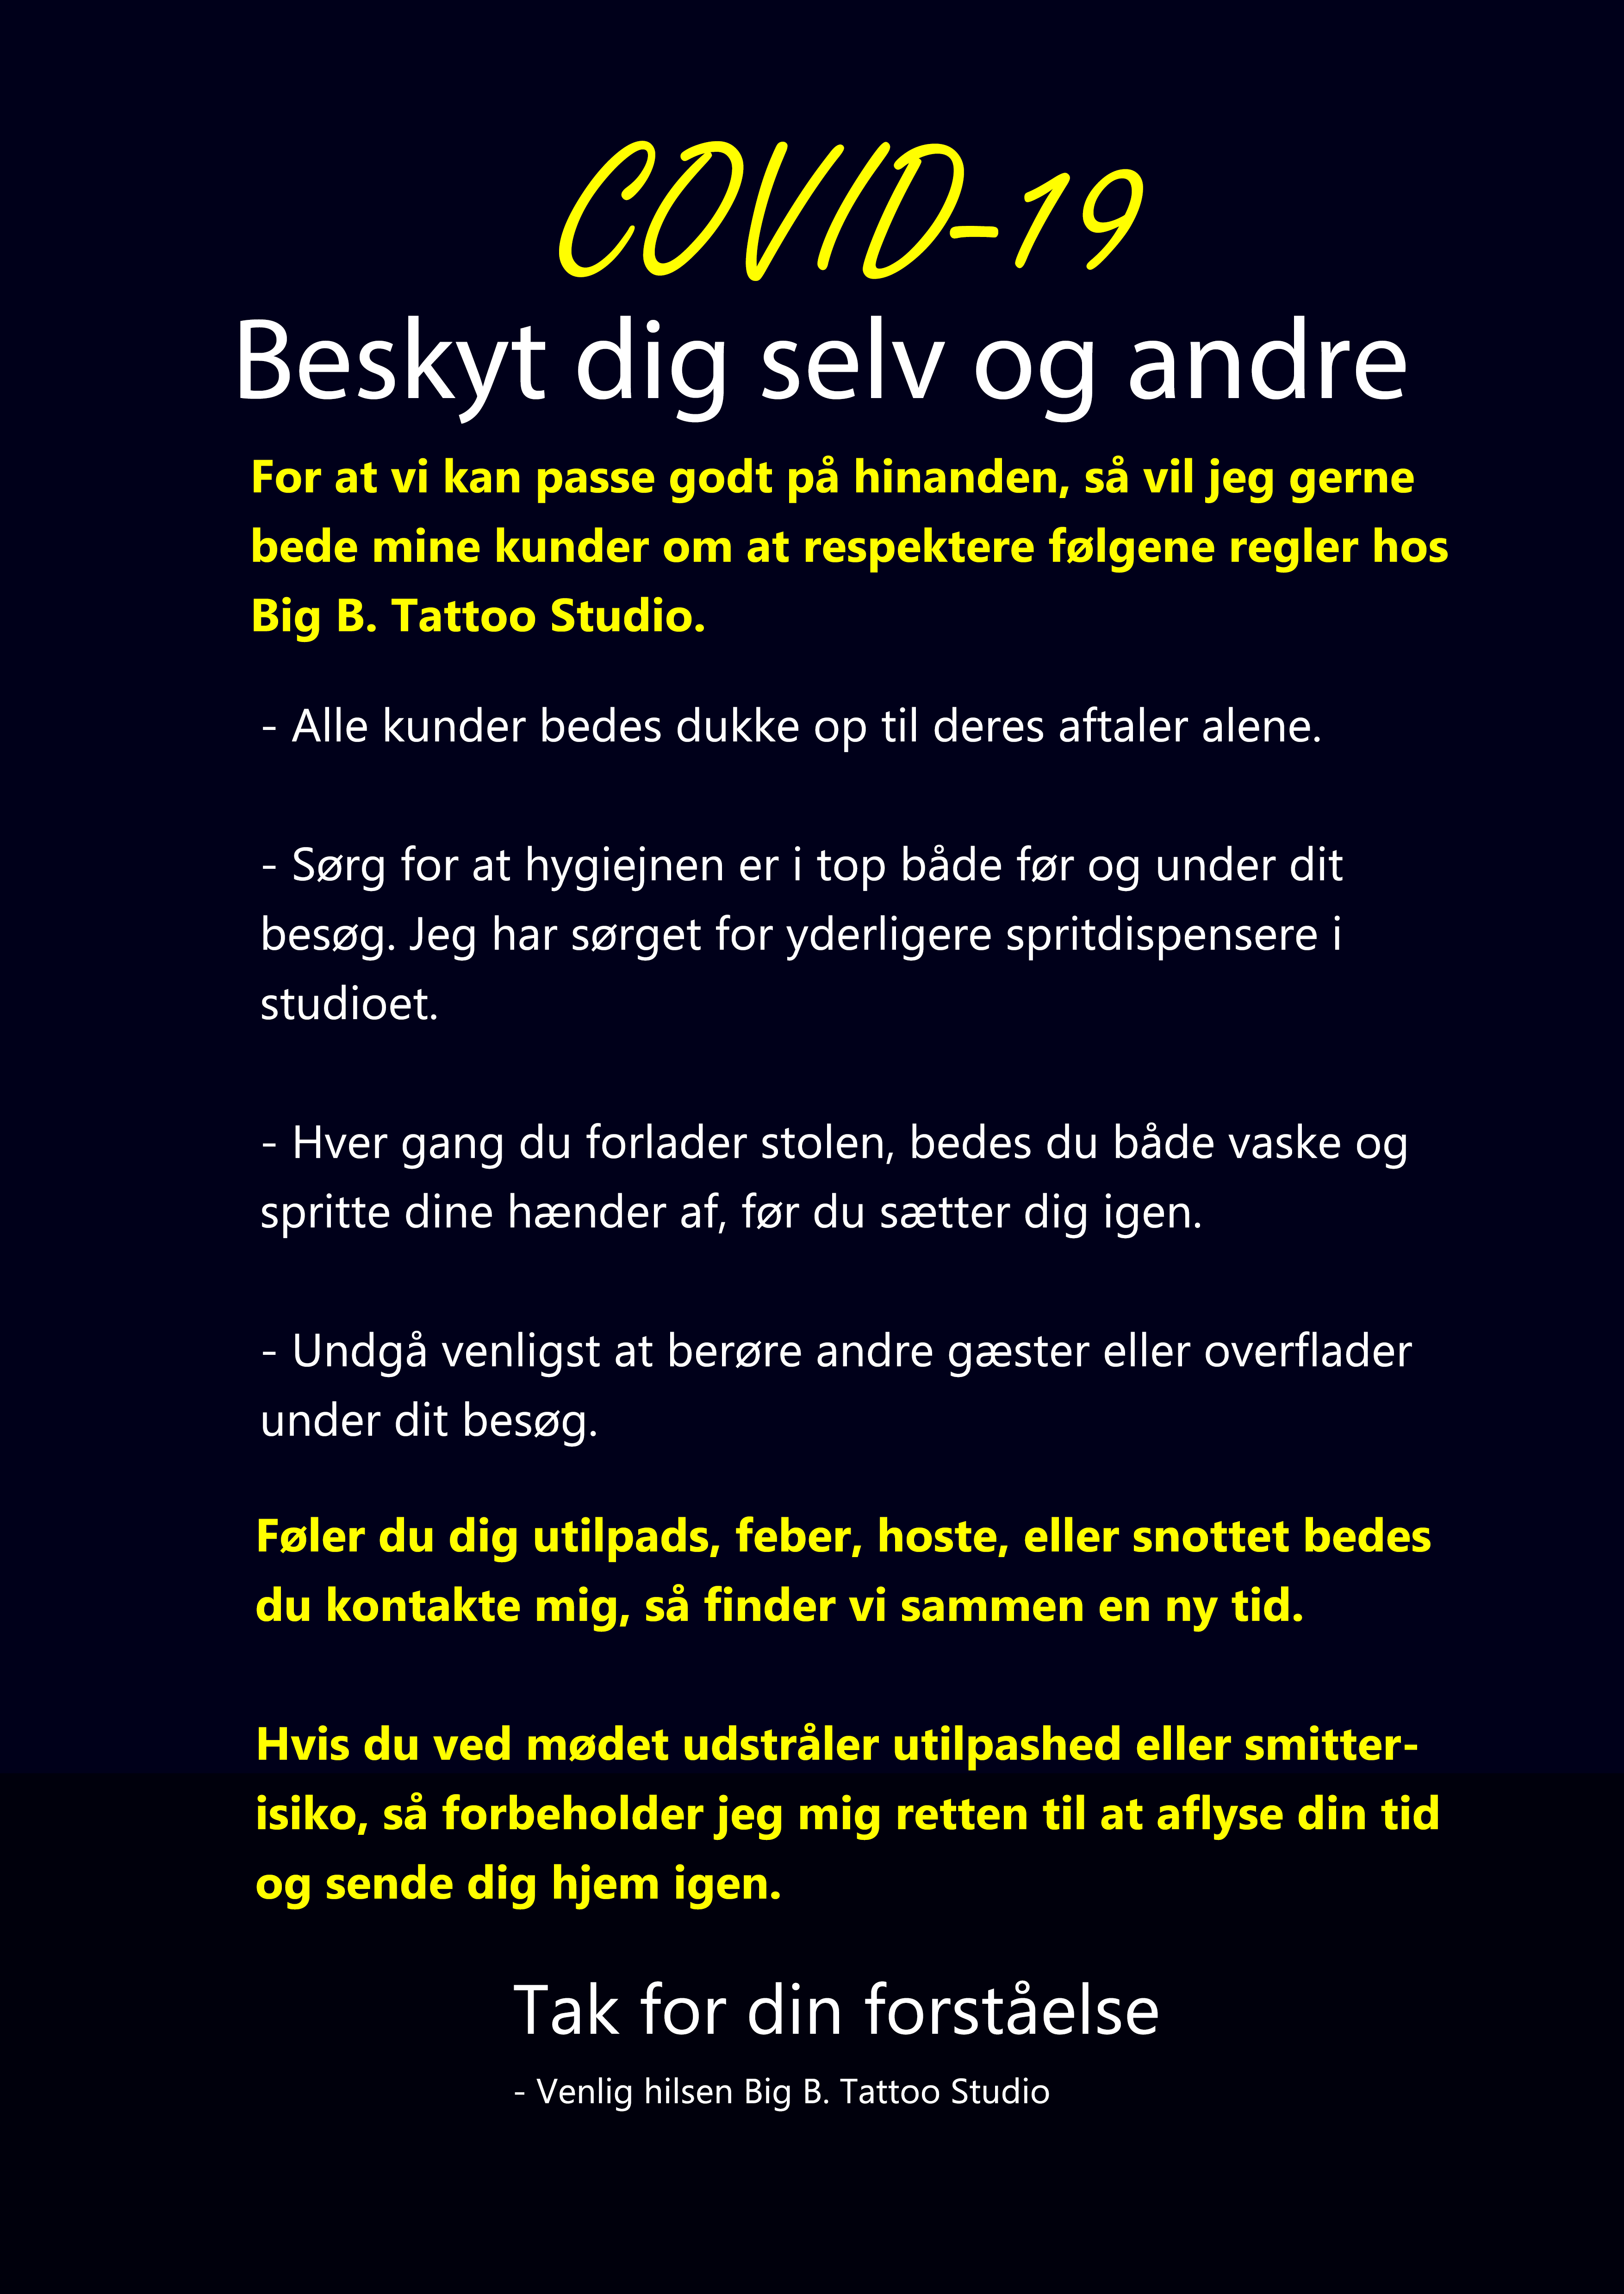 COVID-19
Beskyt dig selv og andre
For at vi kan passe godt på hinanden, så vil jeg gerne
bede mine kunder om at respektere følgene regler hos
Big B. Tattoo Studio.
- Alle kunder bedes dukke op til deres aftaler alene.
- Sørg for at hygiejnen er i top både før og under dit
besøg. Jeg har sørget for yderligere spritdispensere i
studioet.
- Hver gang du forlader stolen, bedes du både vaske og
spritte dine hænder af, før du sætter dig igen.
- Undgå venligst at berøre andre gæster eller overflader
under dit besøg.
Føler du dig utilpads, feber, hoste, eller snottet bedes
du kontakte mig, så finder vi sammen en ny tid.
Hvis du ved mødet udstråler utilpashed eller smitter-
isiko, så forbeholder jeg mig retten til at aflyse din tid
og sende dig hjem igen.
Tak for din forståelse
- Venlig hilsen Big B. Tattoo Studio